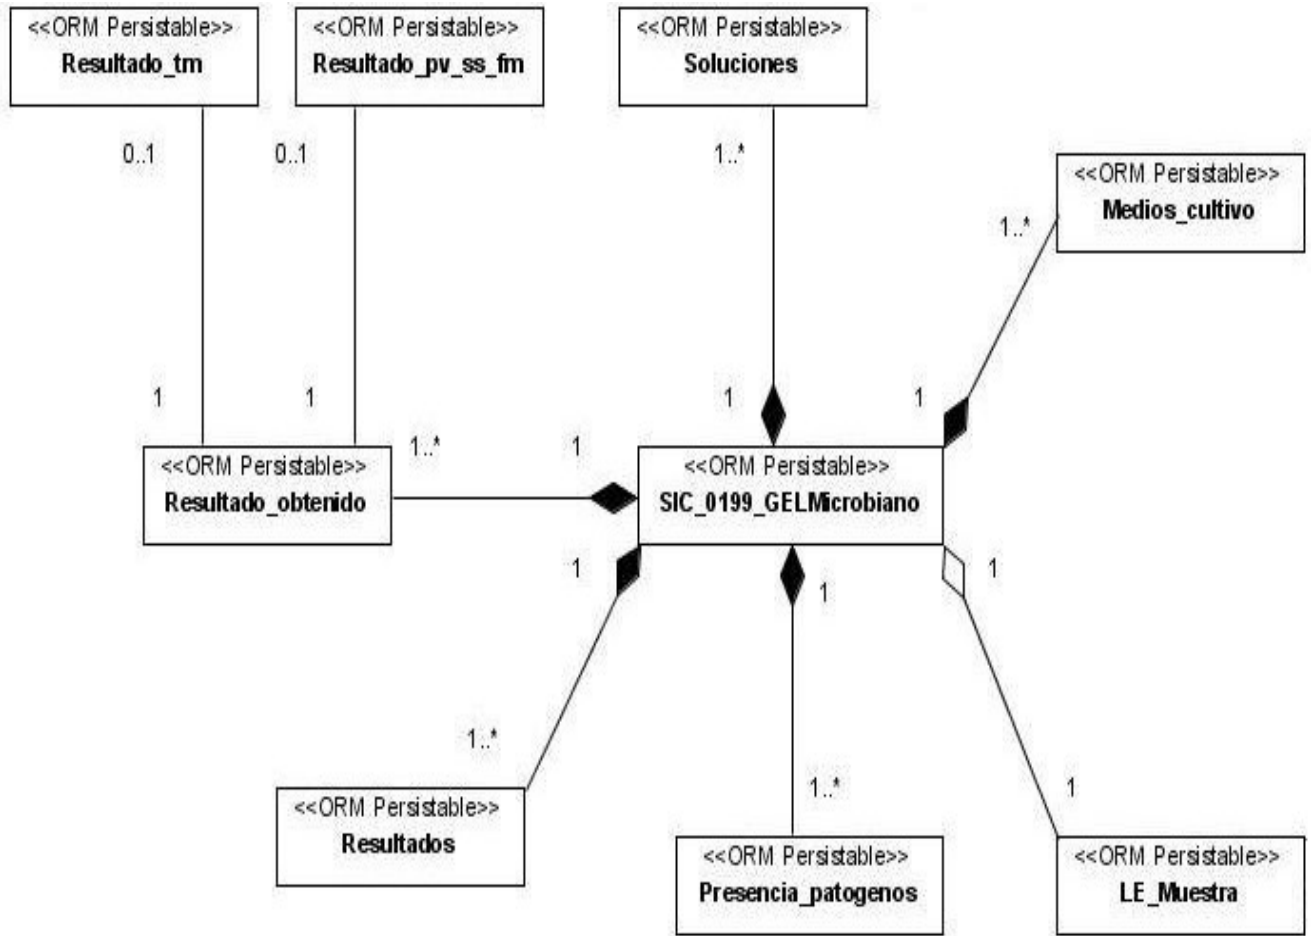 <<ORM Persistable>>
Resultado_tm
<<ORM Persistable>>
Resultado_pv_ss_fm
<<ORM Persistable>>
Soluciones
0..1
0..1
1..*
<<ORM Persistable>>
Medios_cultivo
1..*
1
1
1
1
1..*
1
<<ORM Persistable>>
Resultado_obtenido
<<ORM Persistable>>
SIC_0199_GELMicrobiano
1
1
1
1..*
1..*
1
<<ORM Persistable>>
Resultados
<<ORM Persistable>>
Presencia_patogenos
<<ORM Persistable>>
LE_Muestra